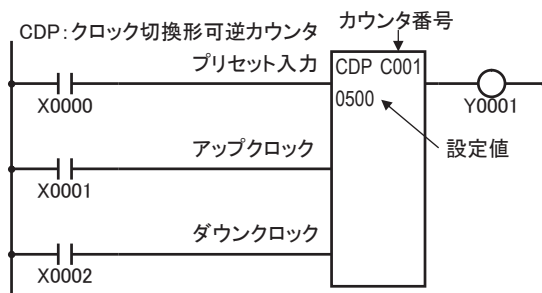 CDP:クロック切換形可逆カウンタ
カウンタ番号
プリセット入力
CDP C001
0500
X0000
Y0001
設定値
アップクロック
X0001
ダウンクロック
X0002